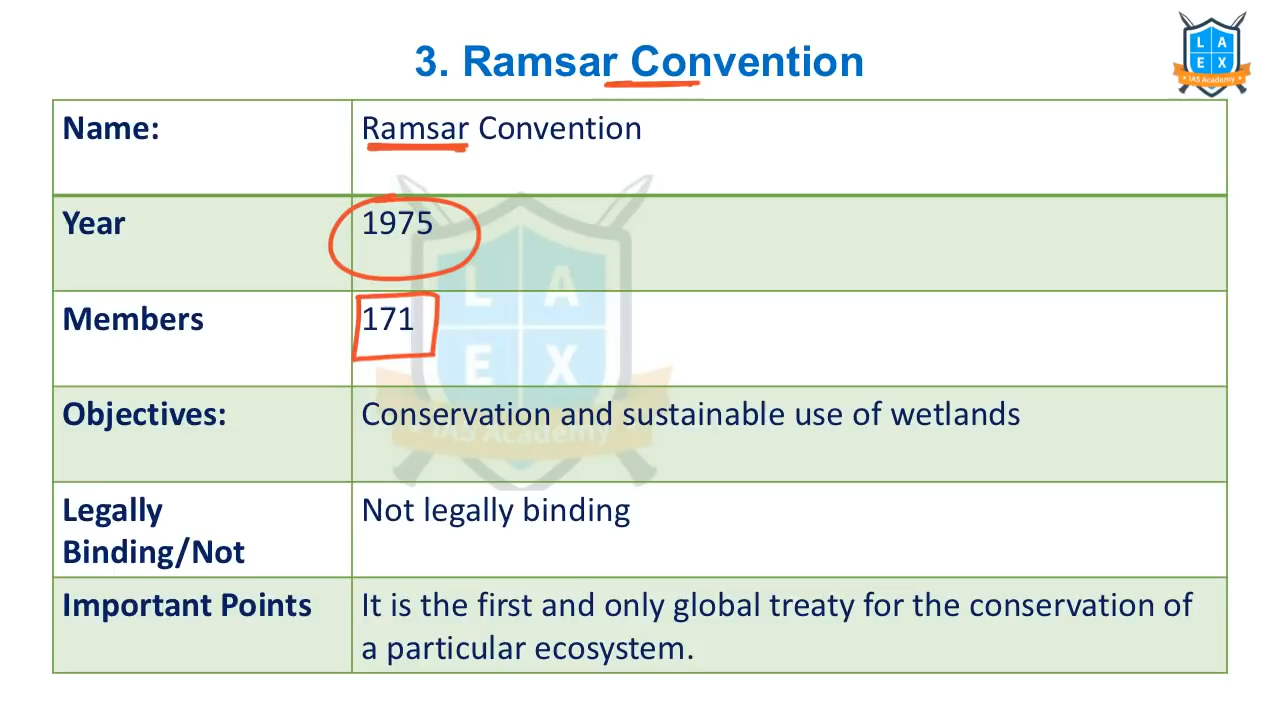 3. Ramsar Convention
L A
E X
IAS Academy
Name:
Ramsar Convention
Year
1975
Members
171
L A
E X
IAS Academy
Objectives:
Conservation and sustainable use of wetlands
Legally
Binding/Not
Not legally binding
Important Points
It is the first and only global treaty for the conservation of
a particular ecosystem.